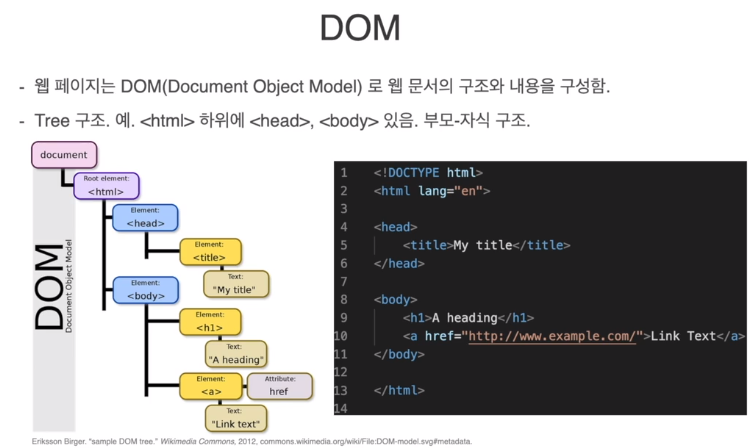 DOM
- 웹 페이지는 DOM(Document Object Model) 로 웹 문서의 구조와 내용을 구성함.
- Tree 구조. 예. <html> 하위에 <head>, <body> 있음. 부모-자식 구조.
document
Root element:
<html>
Element:
<head>
Element:
<title>
Text:
"My title"
Element:
<body>
Element:
<h1>
Text:
"A heading"
Element:
<a>
Attribute:
href
Text:
"Link text"
DOM
Document Object Model
1 <!DOCTYPE html>
2 <html lang="en">
3
4 <head>
5 <title>My title</title>
6 </head>
7
8 <body>
9 <h1>A heading</h1>
10 <a href="http://www.example.com/">Link Text</a>
11 </body>
12
13 </html>
14
Eriksson Birger. "sample DOM tree." Wikimedia Commons, 2012, commons.wikimedia.org/wiki/File:DOM-model.svg#metadata.